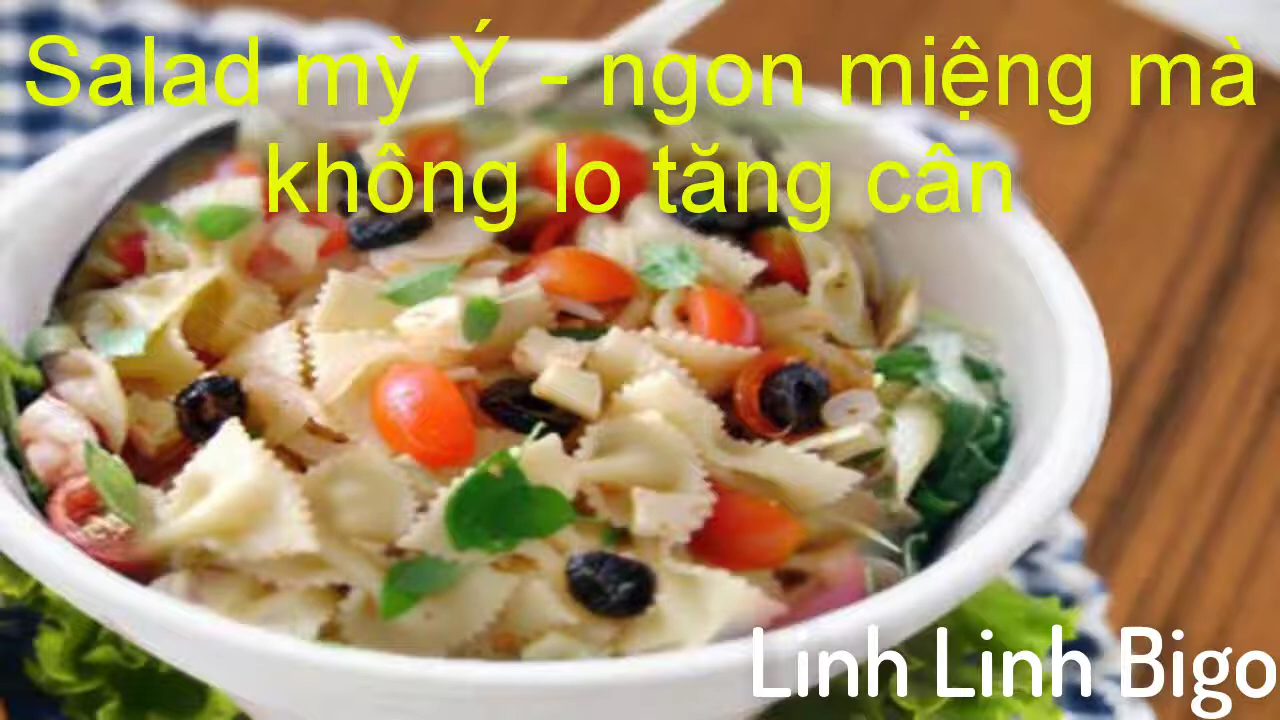 Salad mỳ Ý - ngon miệng mà
không lo tăng cân
Linh Linh Bigo